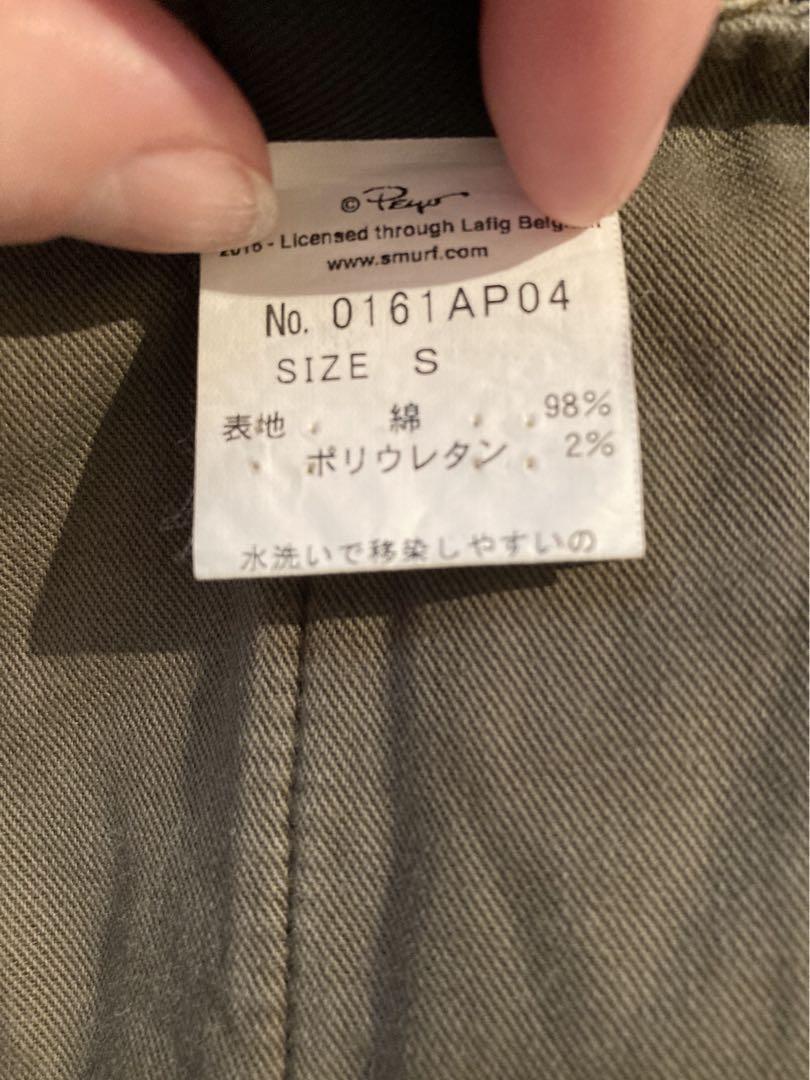 © Peyo
- Licensed through Lafig
www.smurf.com
No. 0161AP04
SIZE S
表地 綿 98%
ポリウレタン 2%
水洗いで移染しやすいの